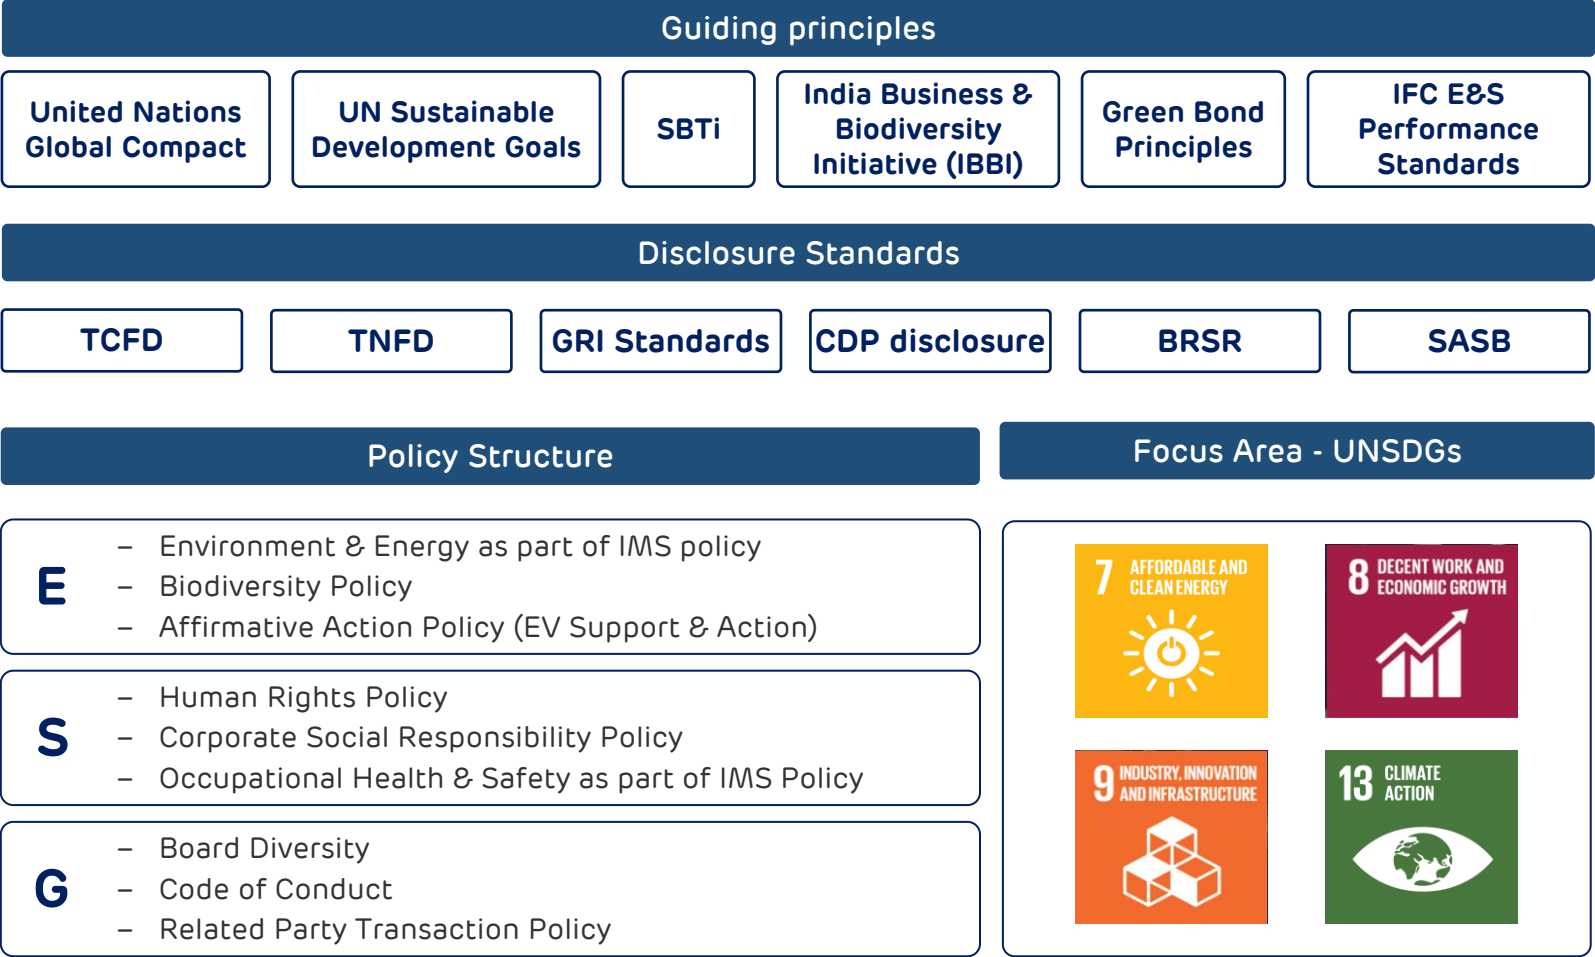 Guiding principles
United Nations
Global Compact
UN Sustainable
Development Goals
SBTi
India Business &
Biodiversity
Initiative (IBBI)
Green Bond
Principles
IFC E&S
Performance
Standards
Disclosure Standards
TCFD
TNFD
GRI Standards
CDP disclosure
BRSR
SASB
Policy Structure
E
– Environment & Energy as part of IMS policy
– Biodiversity Policy
– Affirmative Action Policy (EV Support & Action)
S
– Human Rights Policy
– Corporate Social Responsibility Policy
– Occupational Health & Safety as part of IMS Policy
G
– Board Diversity
– Code of Conduct
– Related Party Transaction Policy
Focus Area - UNSDGs
7 AFFORDABLE AND
CLEAN ENERGY
8 DECENT WORK AND
ECONOMIC GROWTH
9 INDUSTRY, INNOVATION
AND INFRASTRUCTURE
13 CLIMATE
ACTION